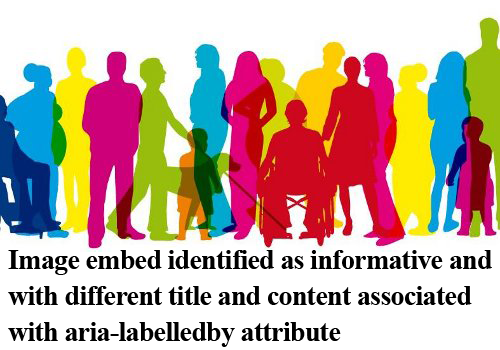 Image embed identified as informative and
with different title and content associated
with aria-labelledby attribute